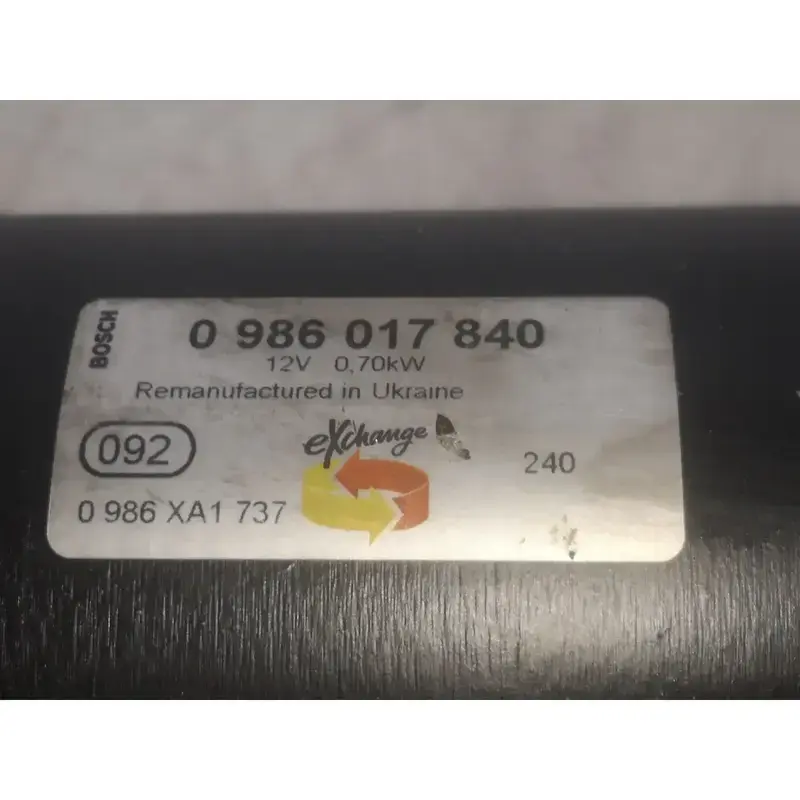 BOSCH
0 986 017 840
12V 0,70kW
Remanufactured in Ukraine
eXchange
092
240
0 986 XA1 737